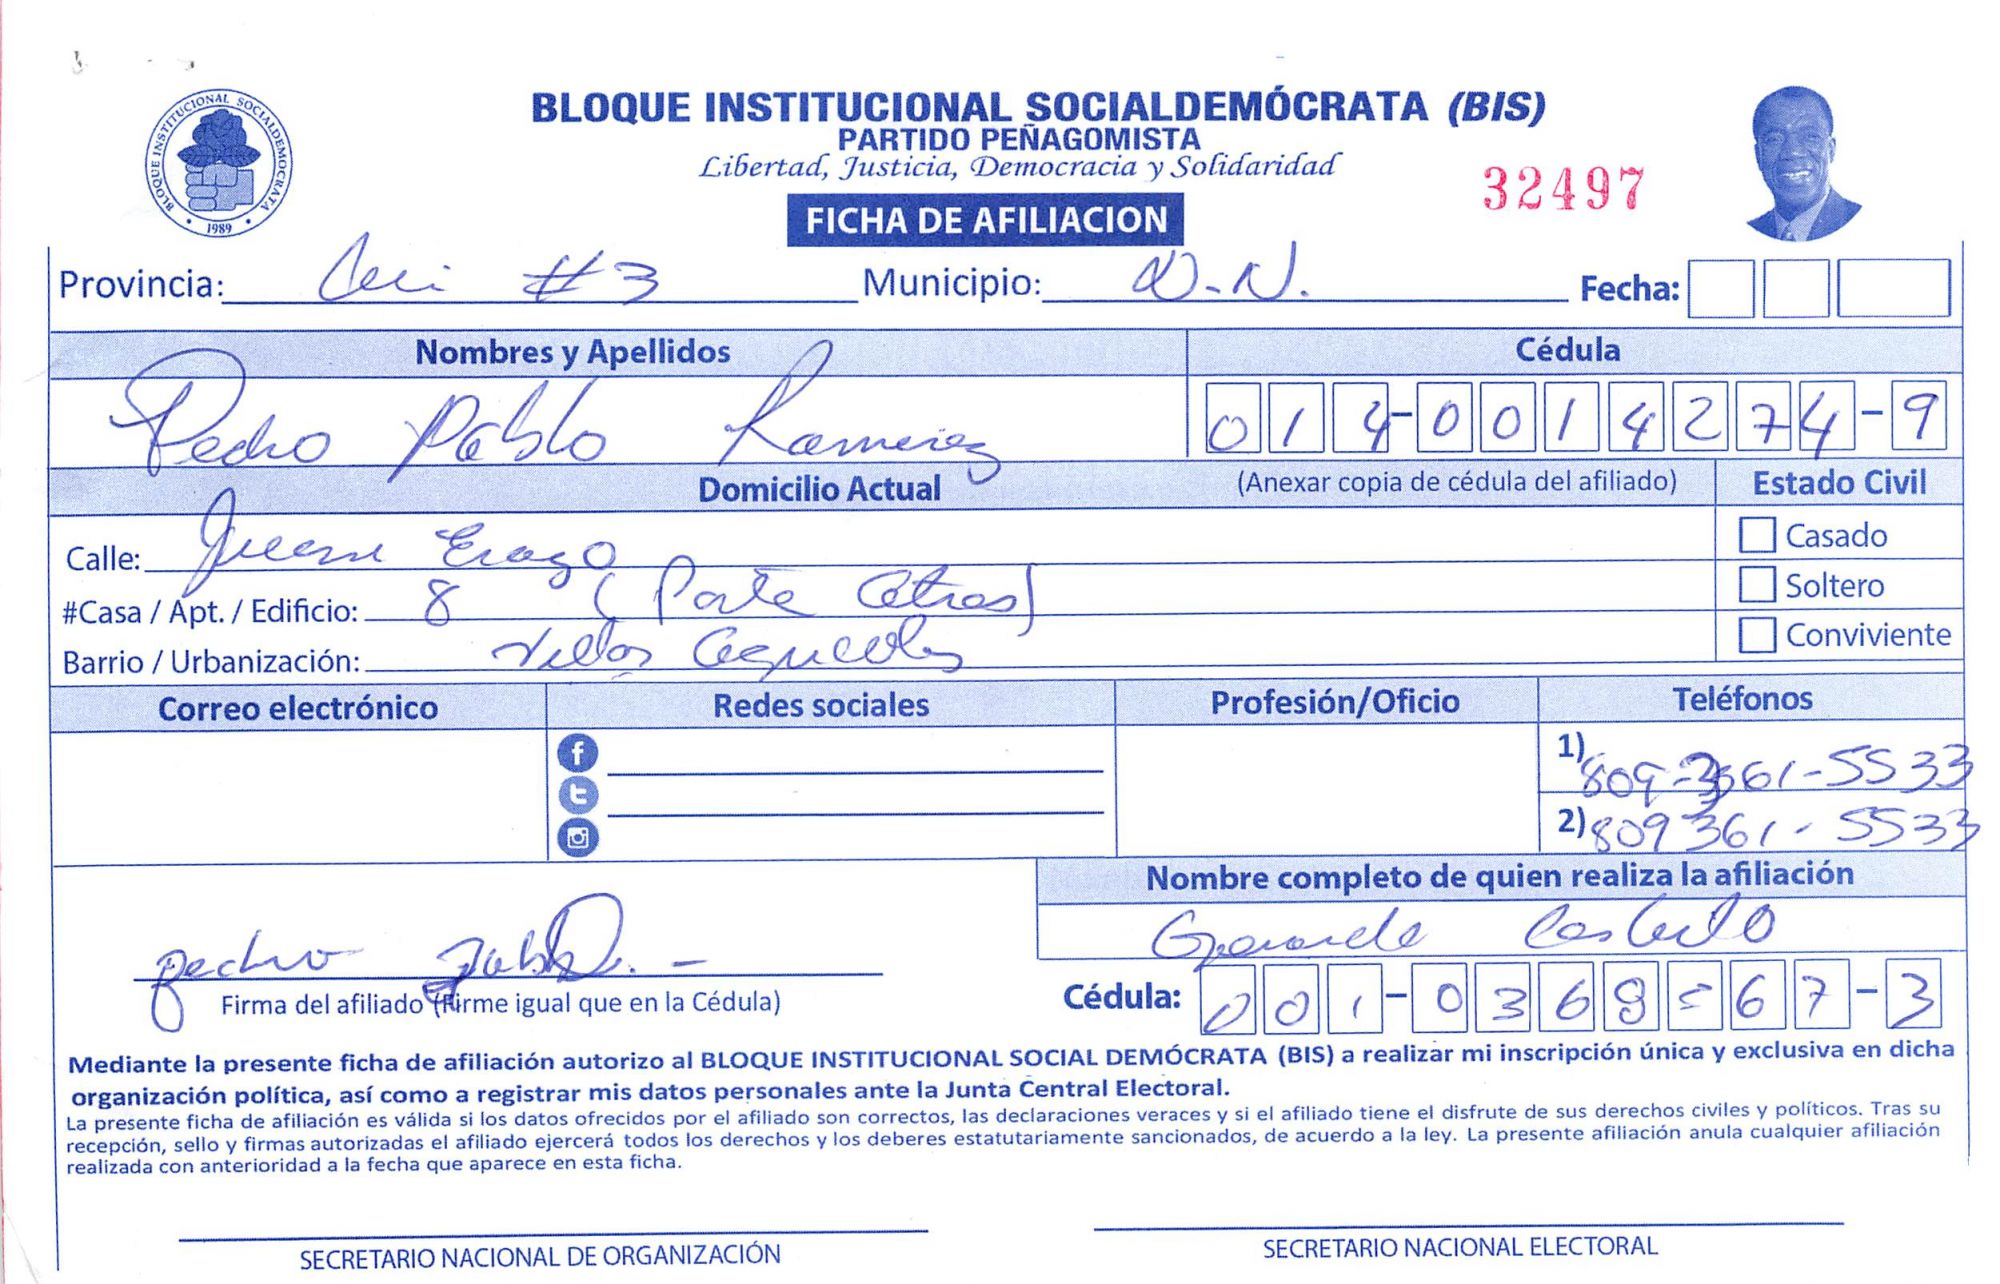 BLOQUE INSTITUCIONAL SOCIALDEMÓCRATA (BIS)
PARTIDO PEÑAGOMISTA
Libertad, Justicia, Democracia y Solidaridad
32497
BLOQUE INSTITUCIONAL SOCIALDEMOCRATA
1989
FICHA DE AFILIACION
Provincia: #3 Municipio: D.N. Fecha:
Nombres y Apellidos Cédula
Pedro Pablo Ramirez 014-0014274-9
Domicilio Actual (Anexar copia de cédula del afiliado) Estado Civil
Calle: Juan Erazo Casado
#Casa / Apt. / Edificio: 8 (Parte Atras) Soltero
Barrio / Urbanización: Villas Agricolas Conviviente
Correo electrónico Redes sociales Profesión/Oficio Teléfonos
1) 809-361-5533
2) 809 361-5533
Nombre completo de quien realiza la afiliación
Castillo
pedro Pablo
Firma del afiliado (Firme igual que en la Cédula) Cédula: 001-0369 67-3
Mediante la presente ficha de afiliación autorizo al BLOQUE INSTITUCIONAL SOCIAL DEMÓCRATA (BIS) a realizar mi inscripción única y exclusiva en dicha
organización política, así como a registrar mis datos personales ante la Junta Central Electoral.
La presente ficha de afiliación es válida si los datos ofrecidos por el afiliado son correctos, las declaraciones veraces y si el afiliado tiene el disfrute de sus derechos civiles y políticos. Tras su
recepción, sello y firmas autorizadas el afiliado ejercerá todos los derechos y los deberes estatutariamente sancionados, de acuerdo a la ley. La presente afiliación anula cualquier afiliación
realizada con anterioridad a la fecha que aparece en esta ficha.
SECRETARIO NACIONAL DE ORGANIZACIÓN SECRETARIO NACIONAL ELECTORAL